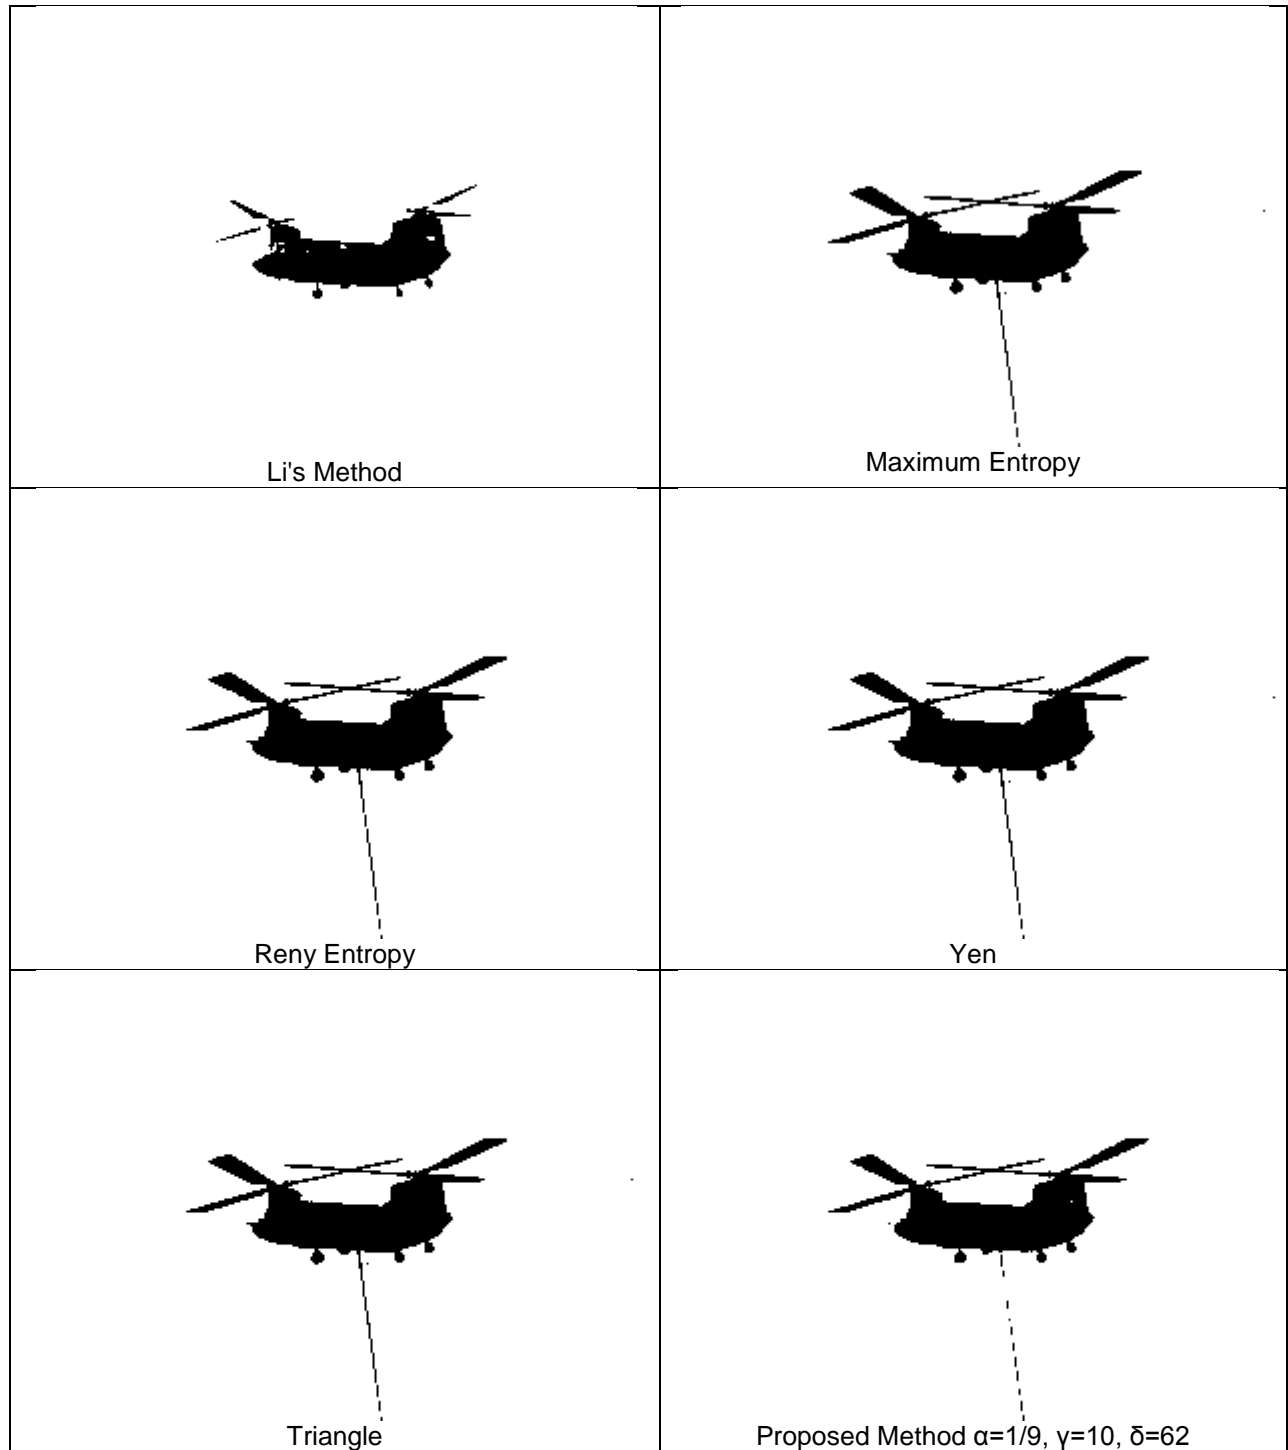 Li's Method
Maximum Entropy
Reny Entropy
Yen
Triangle
Proposed Method α=1/9, γ=10, δ=62